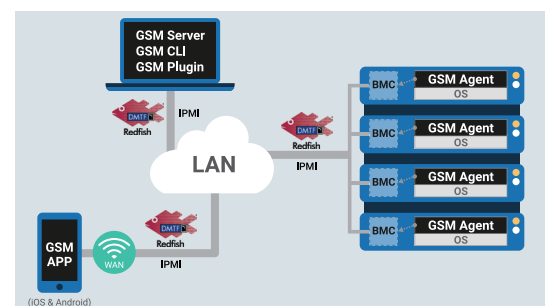 GSM Server
GSM CLI
GSM Plugin
DMTF
Redfish
IPMI
LAN
DMTF
Redfish
IPMI
BMC
GSM Agent
OS
BMC
GSM Agent
OS
BMC
GSM Agent
OS
BMC
GSM Agent
OS
GSM
APP
WAN
DMTF
Redfish
IPMI
(iOS & Android)